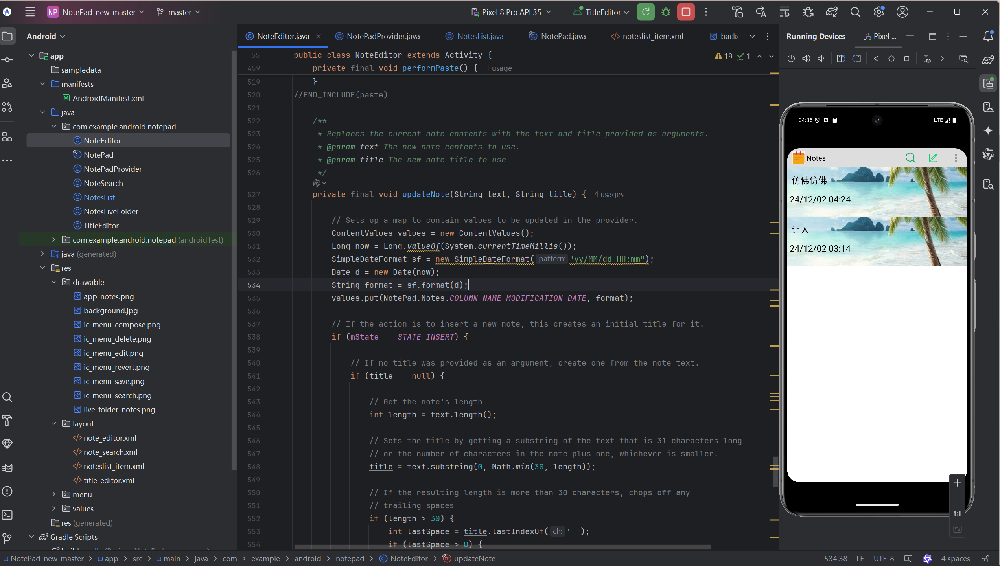 NP NotePad_new-master master Pixel 8 Pro API 35 TitleEditor
Android
app
sampledata
manifests
AndroidManifest.xml
java
com.example.android.notepad
NoteEditor
NotePad
NotePadProvider
NoteSearch
NotesList
NotesLiveFolder
TitleEditor
com.example.android.notepad (androidTest)
java (generated)
res
drawable
app_notes.png
background.jpg
ic_menu_compose.png
ic_menu_delete.png
ic_menu_edit.png
ic_menu_revert.png
ic_menu_save.png
ic_menu_search.png
live_folder_notes.png
layout
note_editor.xml
note_search.xml
noteslist_item.xml
title_editor.xml
menu
values
res (generated)
Gradle Scripts
NoteEditor.java NotePadProvider.java NotesList.java NotePad.java noteslist_item.xml
19 1
55 public class NoteEditor extends Activity {
459 private final void performPaste() { 1 usage
519 }
520 //END_INCLUDE(paste)
521
522 /**
523 * Replaces the current note contents with the text and title provided as arguments.
524 * @param text The new note contents to use.
525 * @param title The new note title to use
526 */
527 private final void updateNote(String text, String title) { 4 usages
528
529 // Sets up a map to contain values to be updated in the provider.
530 ContentValues values = new ContentValues();
531 Long now = Long.valueOf(System.currentTimeMillis());
532 SimpleDateFormat sf = new SimpleDateFormat( pattern: "yy/MM/dd HH:mm");
533 Date d = new Date(now);
534 String format = sf.format(d);
535 values.put(NotePad.Notes.COLUMN_NAME_MODIFICATION_DATE, format);
536
537 // If the action is to insert a new note, this creates an initial title for it.
538 if (mState == STATE_INSERT) {
539
540 // If no title was provided as an argument, create one from the note text.
541 if (title == null) {
542
543 // Get the note's length
544 int length = text.length();
545
546 // Sets the title by getting a substring of the text that is 31 characters long
547 // or the number of characters in the note plus one, whichever is smaller.
548 title = text.substring(0, Math.min(30, length));
549
550 // If the resulting length is more than 30 characters, chops off any
551 // trailing spaces
552 if (length > 30) {
553 int lastSpace = title.lastIndexOf( ch: ' ');
554 if (lastSpace > 0) {
Running Devices Pixel ...
04:36 LTE
Notes
仿佛仿佛
24/12/02 04:24
让人
24/12/02 03:14
1:1
NotePad_new-master > app > src > main > java > com > example > android > notepad > NoteEditor > updateNote
534:38 LF UTF-8 4 spaces